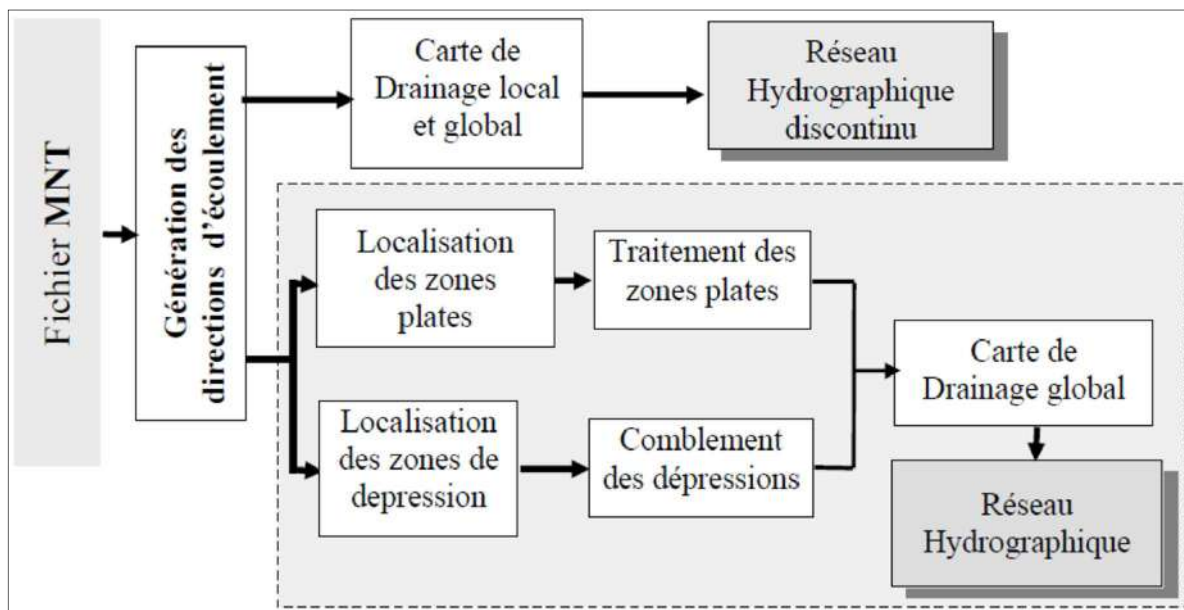 Fichier MNT
Génération des
directions d'écoulement
Carte de
Drainage local
et global
Réseau
Hydrographique
discontinu
Localisation
des zones
plates
Traitement des
zones plates
Localisation
des zones de
depression
Comblement
des dépressions
Carte de
Drainage global
Réseau
Hydrographique